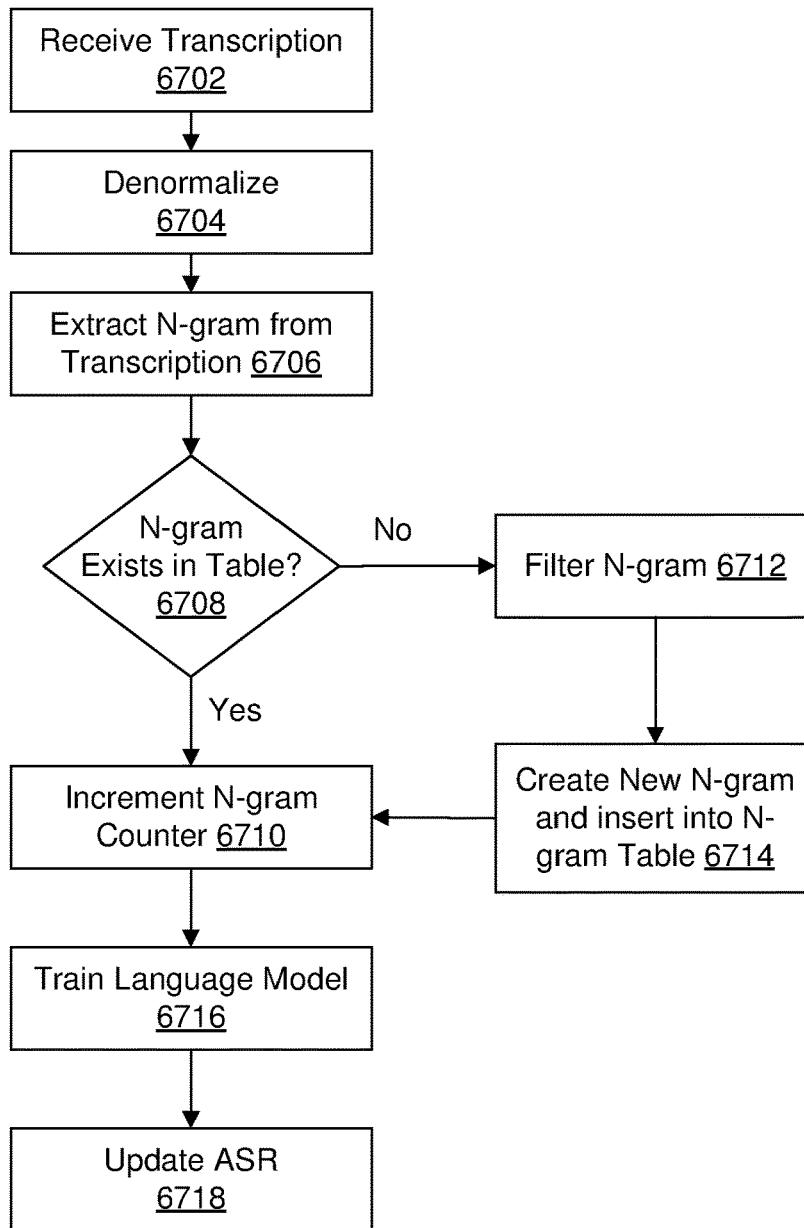 Receive Transcription
6702
Denormalize
6704
Extract N-gram from
Transcription 6706
N-gram
Exists in Table?
6708
No
Filter N-gram 6712
Yes
Increment N-gram
Counter 6710
Create New N-gram
and insert into N-
gram Table 6714
Train Language Model
6716
Update ASR
6718